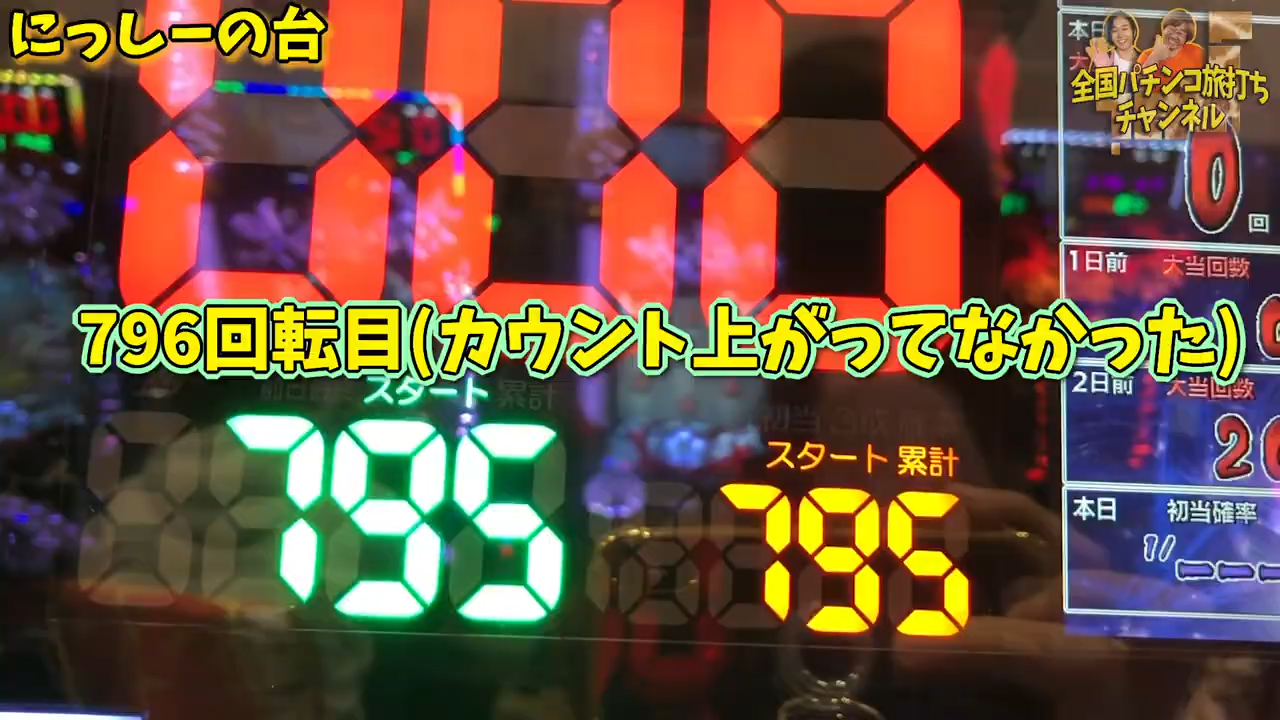 にっしーの台
全国パチンコ旅打ち
チャンネル
本日
000
0回
1日前 大当回数
796回転目(カウント上がってなかった)
2日前 大当回数
スタート
795
スタート 累計
795
本日 初当確率
1/---